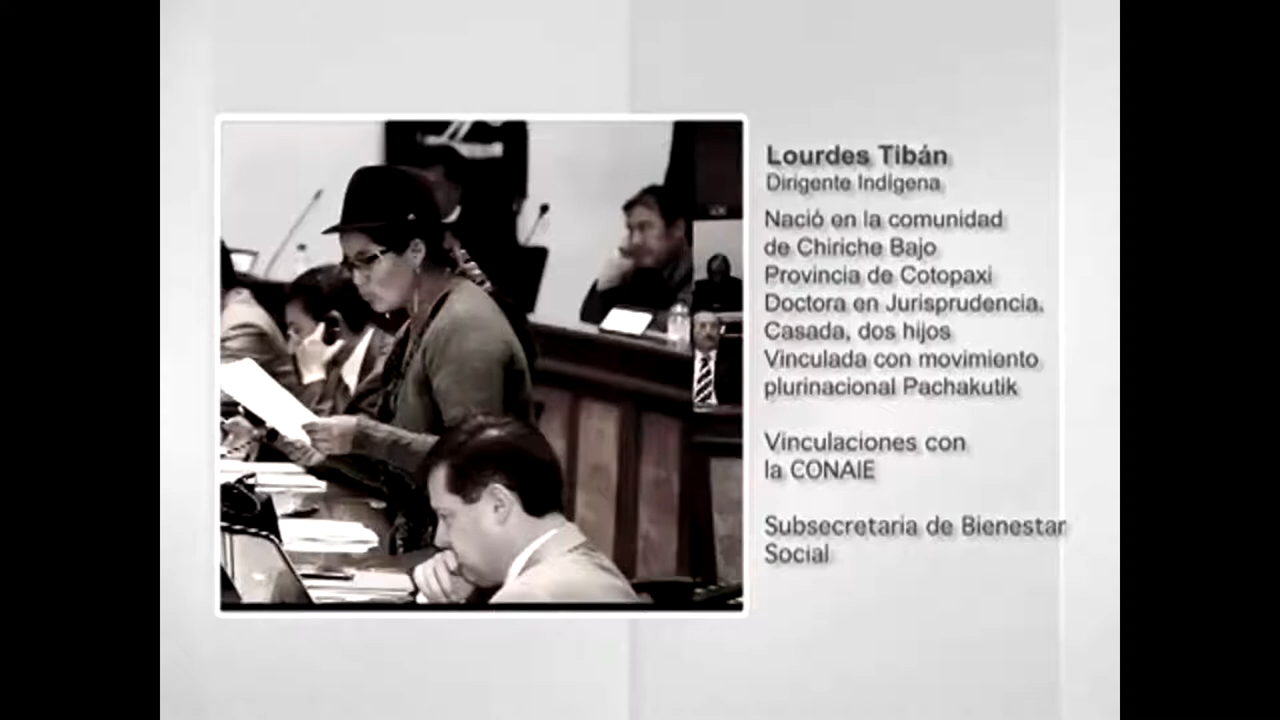 Lourdes Tibán
Dirigente Indígena
Nació en la comunidad
de Chiriche Bajo
Provincia de Cotopaxi
Doctora en Jurisprudencia.
Casada, dos hijos
Vinculada con movimiento
plurinacional Pachakutik
Vinculaciones con
la CONAIE
Subsecretaria de Bienestar
Social